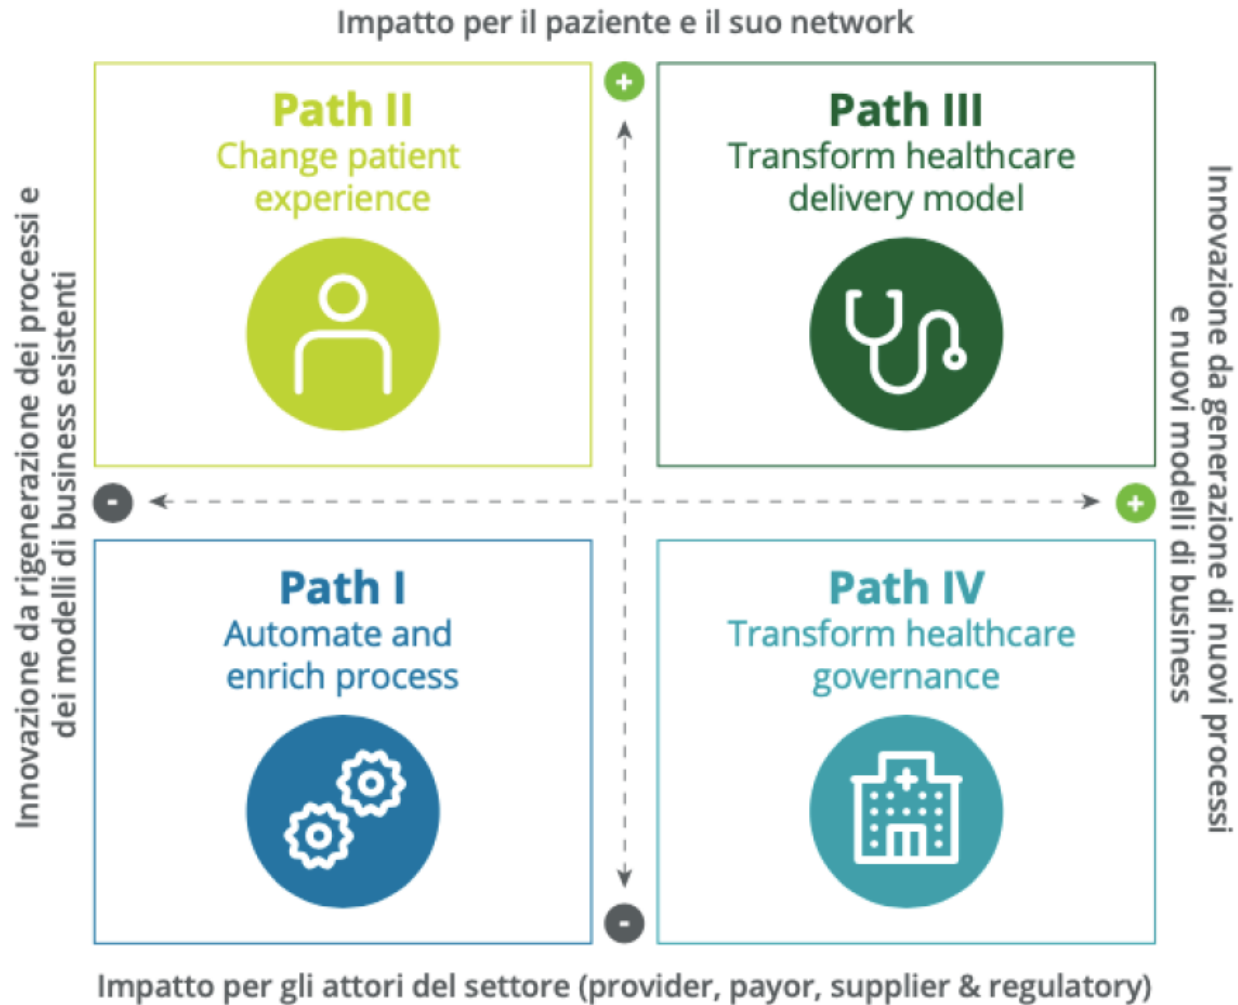 Impatto per il paziente e il suo network
+
Path II
Change patient
experience
Path III
Transform healthcare
delivery model
Innovazione da rigenerazione dei processi e
dei modelli di business esistenti
Innovazione da generazione di nuovi processi
e nuovi modelli di business
-
+
Path I
Automate and
enrich process
Path IV
Transform healthcare
governance
-
Impatto per gli attori del settore (provider, payor, supplier & regulatory)